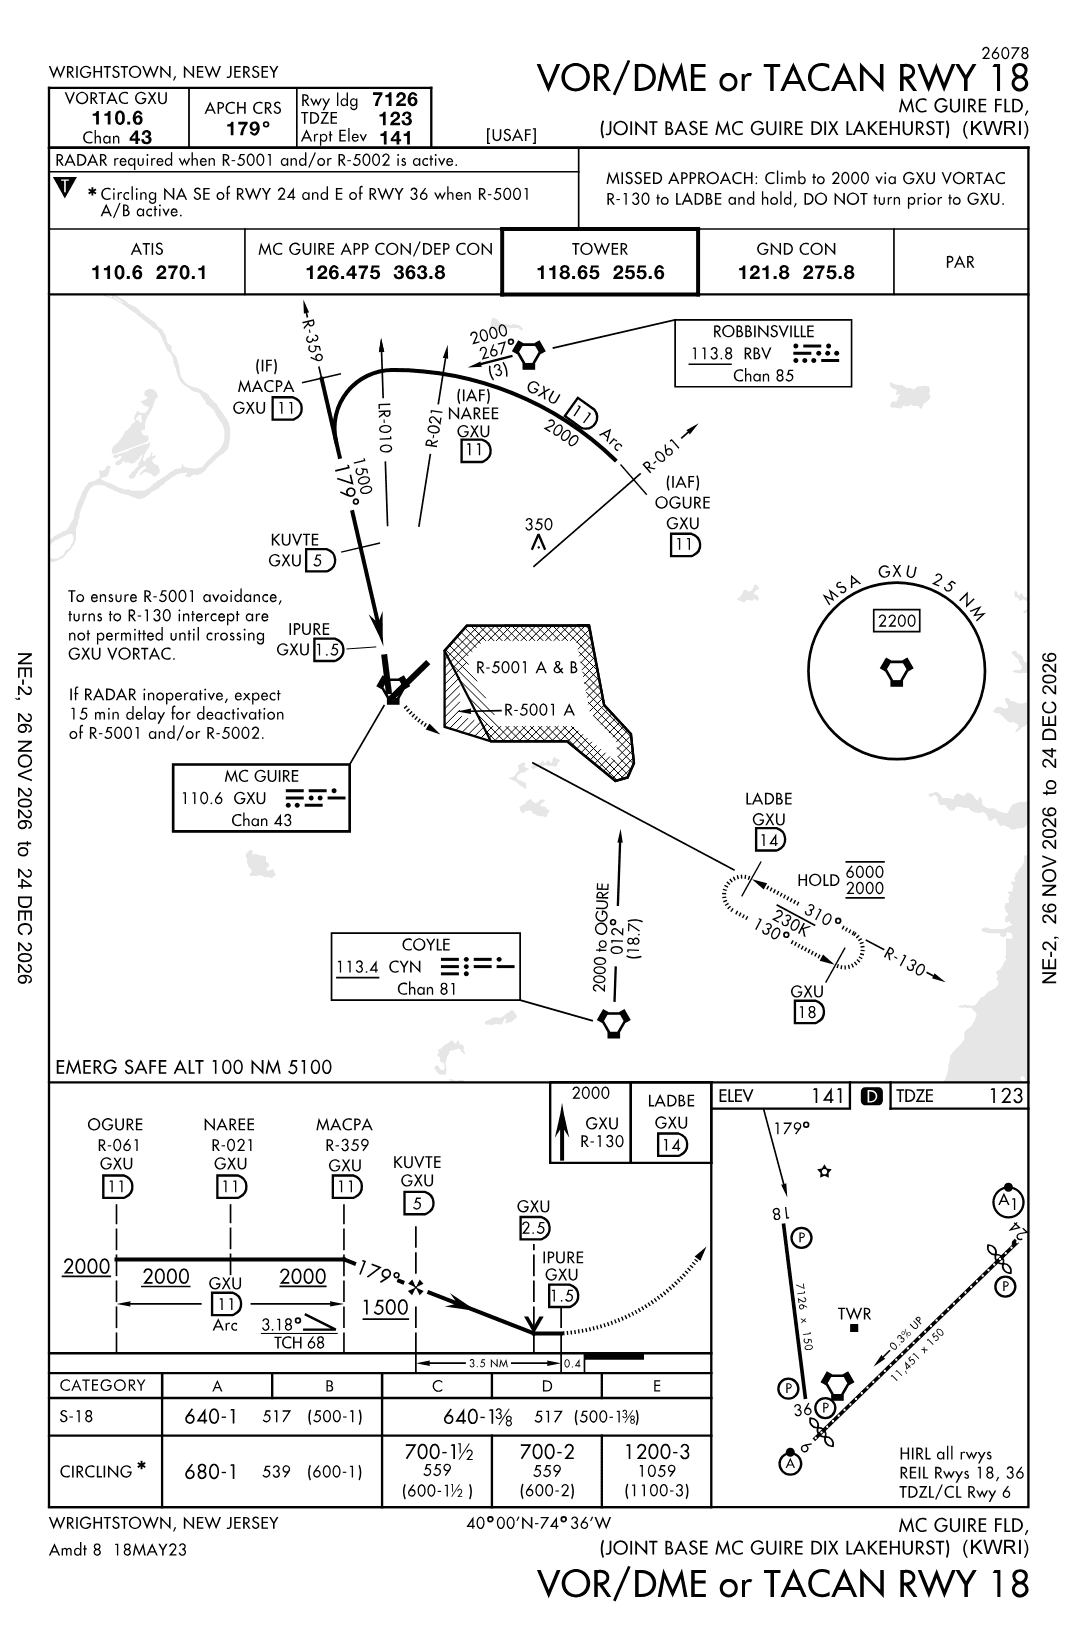 26078
WRIGHTSTOWN, NEW JERSEY
VOR/DME or TACAN RWY 18
MC GUIRE FLD,
(JOINT BASE MC GUIRE DIX LAKEHURST) (KWRI)
[USAF]
VORTAC GXU
110.6
Chan 43
APCH CRS
179°
Rwy ldg 7126
TDZE 123
Arpt Elev 141
RADAR required when R-5001 and/or R-5002 is active.
T
* Circling NA SE of RWY 24 and E of RWY 36 when R-5001
A/B active.
MISSED APPROACH: Climb to 2000 via GXU VORTAC
R-130 to LADBE and hold, DO NOT turn prior to GXU.
ATIS
110.6 270.1
MC GUIRE APP CON/DEP CON
126.475 363.8
TOWER
118.65 255.6
GND CON
121.8 275.8
PAR
R-359
(IF)
MACPA
GXU 11
LR-010
R-021
2000
267°
(3)
(IAF)
NAREE
GXU
11
GXU 11 Arc
2000
ROBBINSVILLE
113.8 RBV
Chan 85
R-061
(IAF)
OGURE
GXU
11
1500
179°
350
KUVTE
GXU 5
To ensure R-5001 avoidance,
turns to R-130 intercept are
not permitted until crossing
GXU VORTAC.
IPURE
GXU 1.5
If RADAR inoperative, expect
15 min delay for deactivation
of R-5001 and/or R-5002.
R-5001 A & B
R-5001 A
MSA GXU 25 NM
2200
MC GUIRE
110.6 GXU
Chan 43
LADBE
GXU
14
HOLD 6000
2000
310°
230K
130°
R-130
GXU
18
2000 to OGURE
012°
(18.7)
COYLE
113.4 CYN
Chan 81
EMERG SAFE ALT 100 NM 5100
NE-2, 26 NOV 2026 to 24 DEC 2026
NE-2, 26 NOV 2026 to 24 DEC 2026
OGURE
R-061
GXU
11
NAREE
R-021
GXU
11
MACPA
R-359
GXU
11
KUVTE
GXU
5
2000
GXU
R-130
LADBE
GXU
14
GXU
2.5
IPURE
GXU
1.5
2000
2000
2000
GXU
11
Arc
179°
1500
3.18°
TCH 68
3.5 NM
0.4
ELEV 141
D
TDZE 123
179°
18
P
7126 x 150
TWR
0.3% UP
11,451 x 150
A1
24
P
P
36
P
6
A
HIRL all rwys
REIL Rwys 18, 36
TDZL/CL Rwy 6
CATEGORY A B C D E
S-18 640-1 517 (500-1) 640-1⅜ 517 (500-1⅜)
CIRCLING * 680-1 539 (600-1)
700-1½
559
(600-1½ )
700-2
559
(600-2)
1200-3
1059
(1100-3)
WRIGHTSTOWN, NEW JERSEY
Amdt 8 18MAY23
40°00'N-74°36'W
MC GUIRE FLD,
(JOINT BASE MC GUIRE DIX LAKEHURST) (KWRI)
VOR/DME or TACAN RWY 18